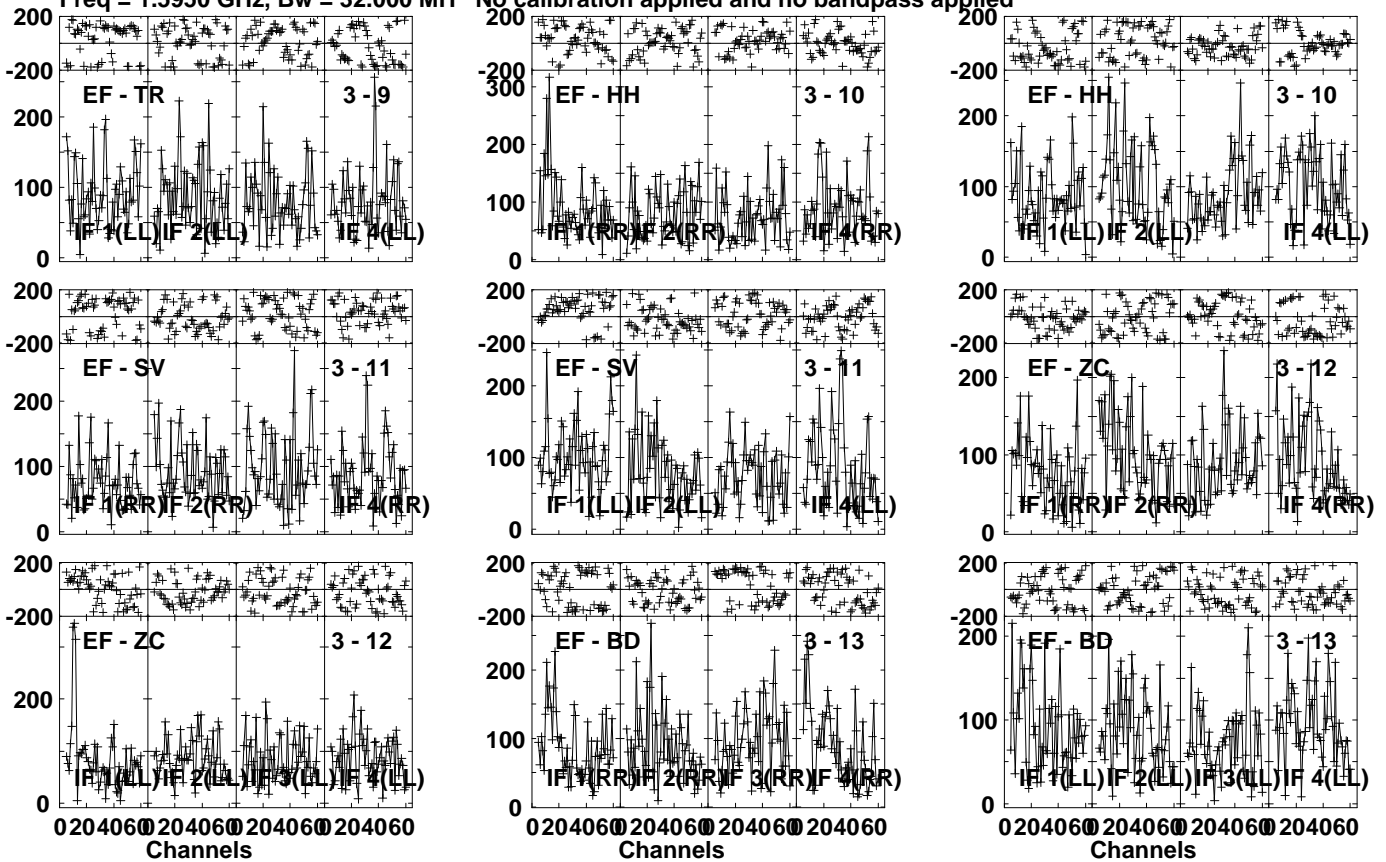 Freq = 1.5950 GHz, Bw = 32.000 MH No calibration applied and no bandpass applied
200
-200
EF - TR 3 - 9
200
100
0
IF 1(LL) IF 2(LL) IF 4(LL)
200
-200
EF - HH 3 - 10
300
200
100
0
IF 1(RR) IF 2(RR) IF 4(RR)
200
-200
EF - HH 3 - 10
200
100
0
IF 1(LL) IF 2(LL) IF 4(LL)
200
-200
EF - SV 3 - 11
200
100
0
IF 1(RR) IF 2(RR) IF 4(RR)
200
-200
EF - SV 3 - 11
200
100
0
IF 1(LL) IF 2(LL) IF 4(LL)
200
-200
EF - ZC 3 - 12
200
100
0
IF 1(RR) IF 2(RR) IF 4(RR)
200
-200
EF - ZC 3 - 12
200
0
IF 1(LL) IF 2(LL) IF 3(LL) IF 4(LL)
0 20 40 60 0 20 40 60 0 20 40 60 0 20 40 60
Channels
200
-200
EF - BD 3 - 13
200
100
0
IF 1(RR) IF 2(RR) IF 3(RR) IF 4(RR)
0 20 40 60 0 20 40 60 0 20 40 60 0 20 40 60
Channels
200
-200
EF - BD 3 - 13
200
100
0
IF 1(LL) IF 2(LL) IF 3(LL) IF 4(LL)
0 20 40 60 0 20 40 60 0 20 40 60 0 20 40 60
Channels